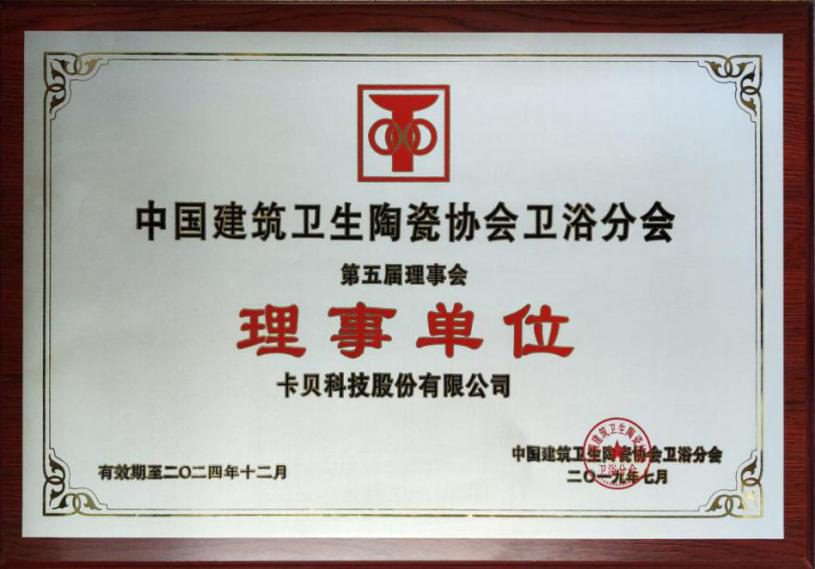 中国建筑卫生陶瓷协会卫浴分会
第五届理事会
理事单位
卡贝科技股份有限公司
有效期至二〇二四年十二月
中国建筑卫生陶瓷协会卫浴分会
二〇一九年七月